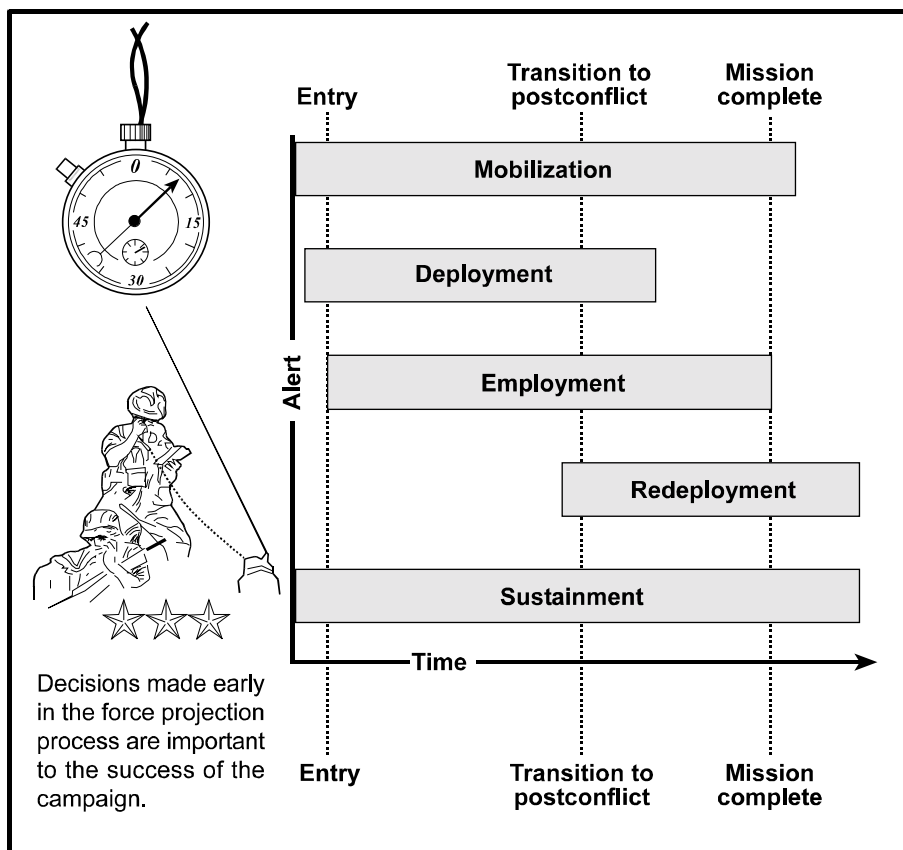 Entry
Transition to
postconflict
Mission
complete
0
15
30
45
Mobilization
Deployment
Alert
Employment
Redeployment
Sustainment
Time
Decisions made early
in the force projection
process are important
to the success of the
campaign.
Entry
Transition to
postconflict
Mission
complete